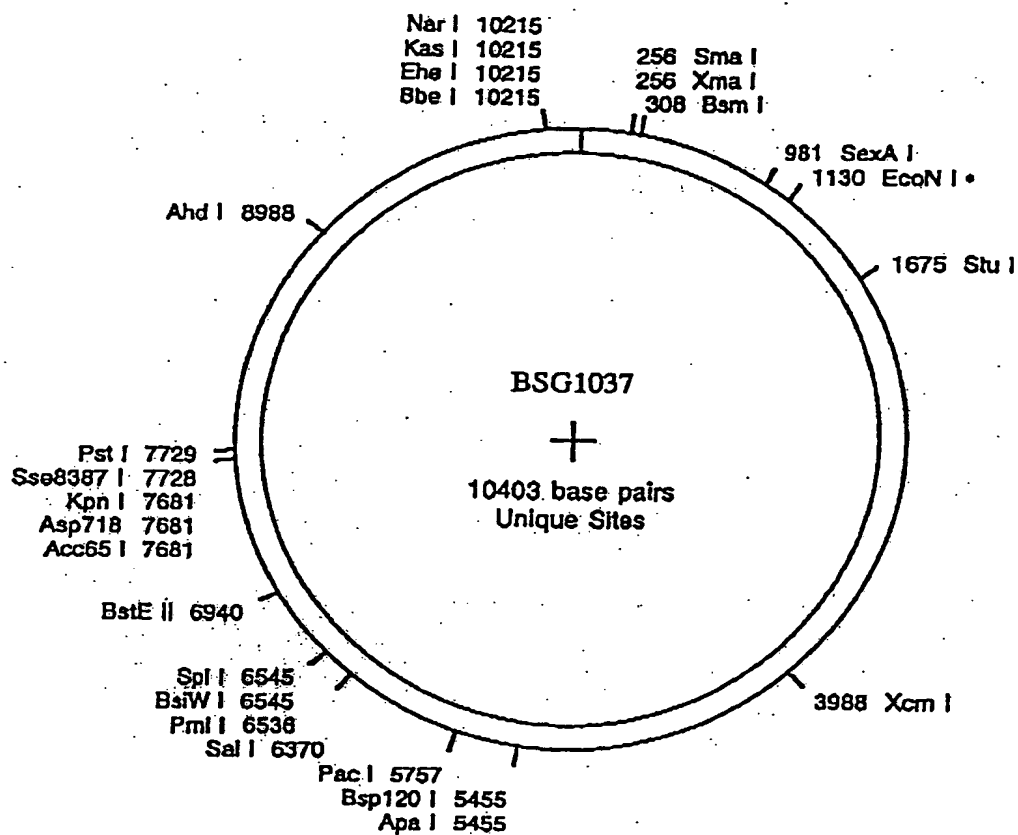 Nar I 10215
Kas I 10215
Ehe I 10215
Bbe I 10215
256 Sma I
256 Xma I
308 Bsm I
981 SexA I
1130 EcoN I •
1675 Stu I
Ahd I 8988
BSG1037
10403 base pairs
Unique Sites
Pst I 7729
Sse8387 I 7728
Kpn I 7681
Asp718 7681
Acc65 I 7681
BstE II 6940
Spl I 6545
BsiW I 6545
Pml I 6536
Sal I 6370
Pac I 5757
Bsp120 I 5455
Apa I 5455
3988 Xcm I